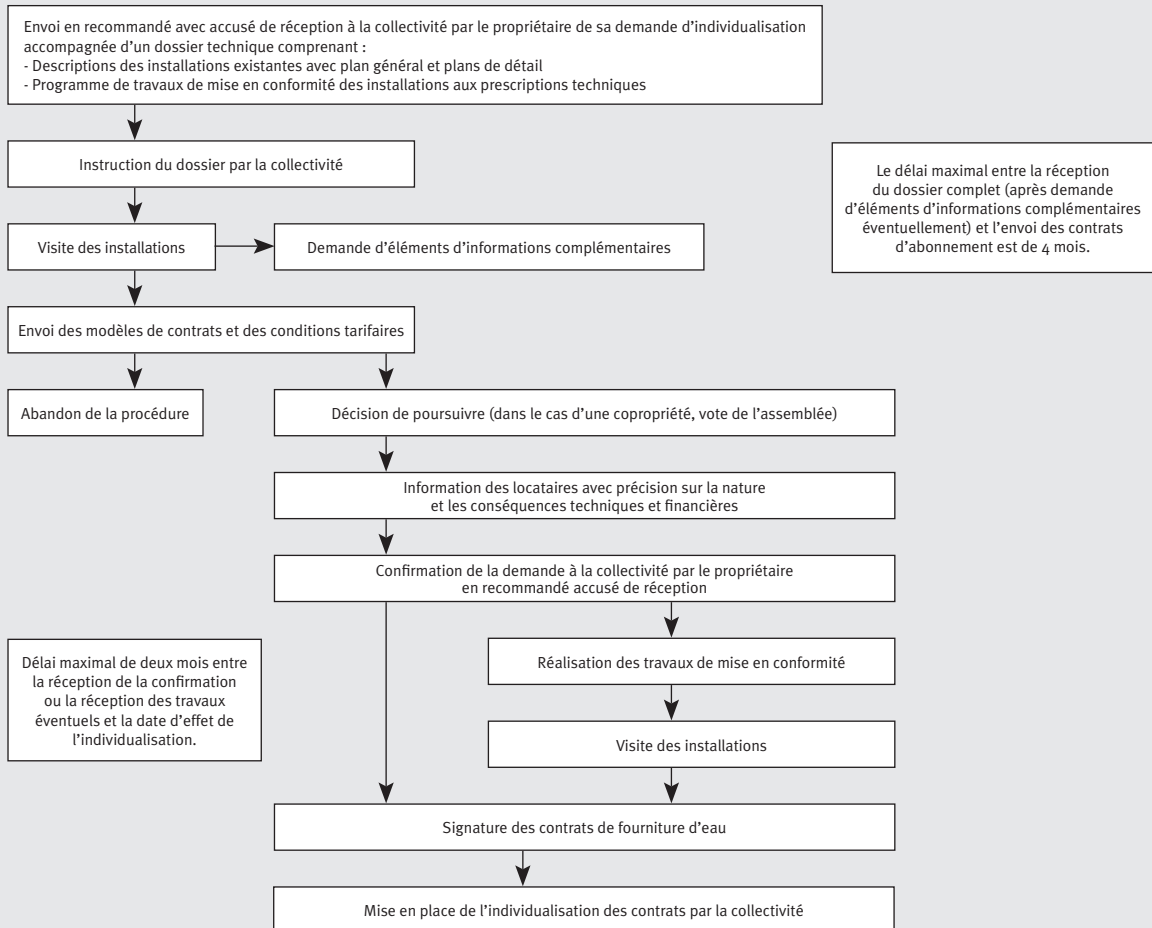 Envoi en recommandé avec accusé de réception à la collectivité par le propriétaire de sa demande d'individualisation
accompagnée d'un dossier technique comprenant :
- Descriptions des installations existantes avec plan général et plans de détail
- Programme de travaux de mise en conformité des installations aux prescriptions techniques
Instruction du dossier par la collectivité
Le délai maximal entre la réception
du dossier complet (après demande
d'éléments d'informations complémentaires
éventuellement) et l'envoi des contrats
d'abonnement est de 4 mois.
Visite des installations
Demande d'éléments d'informations complémentaires
Envoi des modèles de contrats et des conditions tarifaires
Abandon de la procédure
Décision de poursuivre (dans le cas d'une copropriété, vote de l'assemblée)
Information des locataires avec précision sur la nature
et les conséquences techniques et financières
Confirmation de la demande à la collectivité par le propriétaire
en recommandé accusé de réception
Délai maximal de deux mois entre
la réception de la confirmation
ou la réception des travaux
éventuels et la date d'effet de
l'individualisation.
Réalisation des travaux de mise en conformité
Visite des installations
Signature des contrats de fourniture d'eau
Mise en place de l'individualisation des contrats par la collectivité